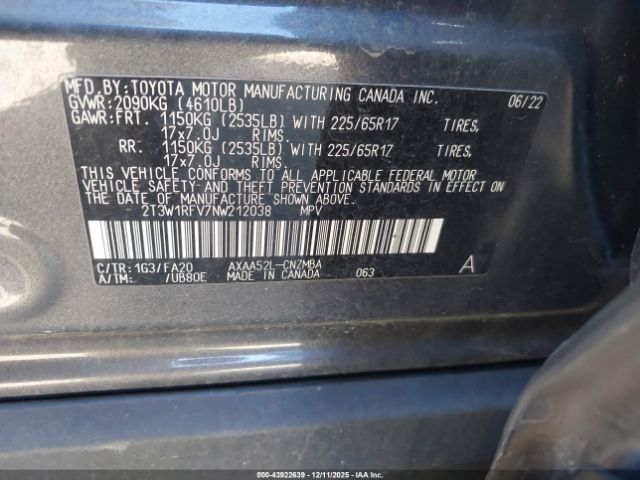 MFD.BY:TOYOTA MOTOR MANUFACTURING CANADA INC. 06/22
GVWR:2090KG (4610LB)
GAWR:FRT. 1150KG (2535LB) WITH 225/65R17 TIRES,
17x7.0J RIMS.
RR. 1150KG (2535LB) WITH 225/65R17 TIRES,
17x7.0J RIMS.
THIS VEHICLE CONFORMS TO ALL APPLICABLE FEDERAL MOTOR
VEHICLE SAFETY AND THEFT PREVENTION STANDARDS IN EFFECT ON
THE DATE OF MANUFACTURE SHOWN ABOVE.
2T3W1RFV7NW212038 MPV
C/TR:1G3/FA20 AXAA52L-CNZMBA A
A/TM: /UB80E MADE IN CANADA 063
000-43922639 - 12/11/2025 - IAAI.COM